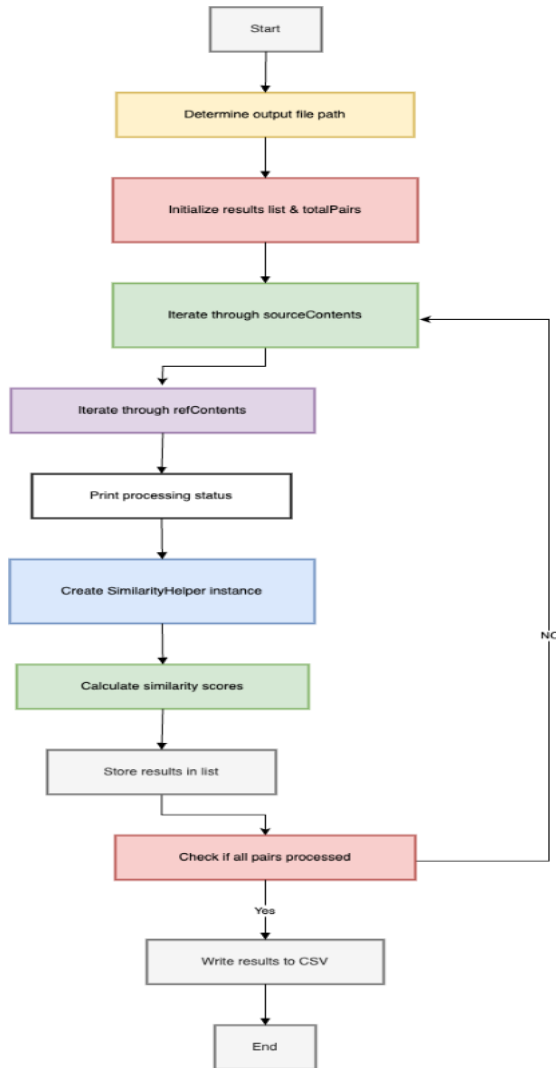 Start
Determine output file path
Initialize results list & totalPairs
Iterate through sourceContents
Iterate through refContents
Print processing status
Create SimilarityHelper instance
NO
Calculate similarity scores
Store results in list
Check if all pairs processed
Yes
Write results to CSV
End